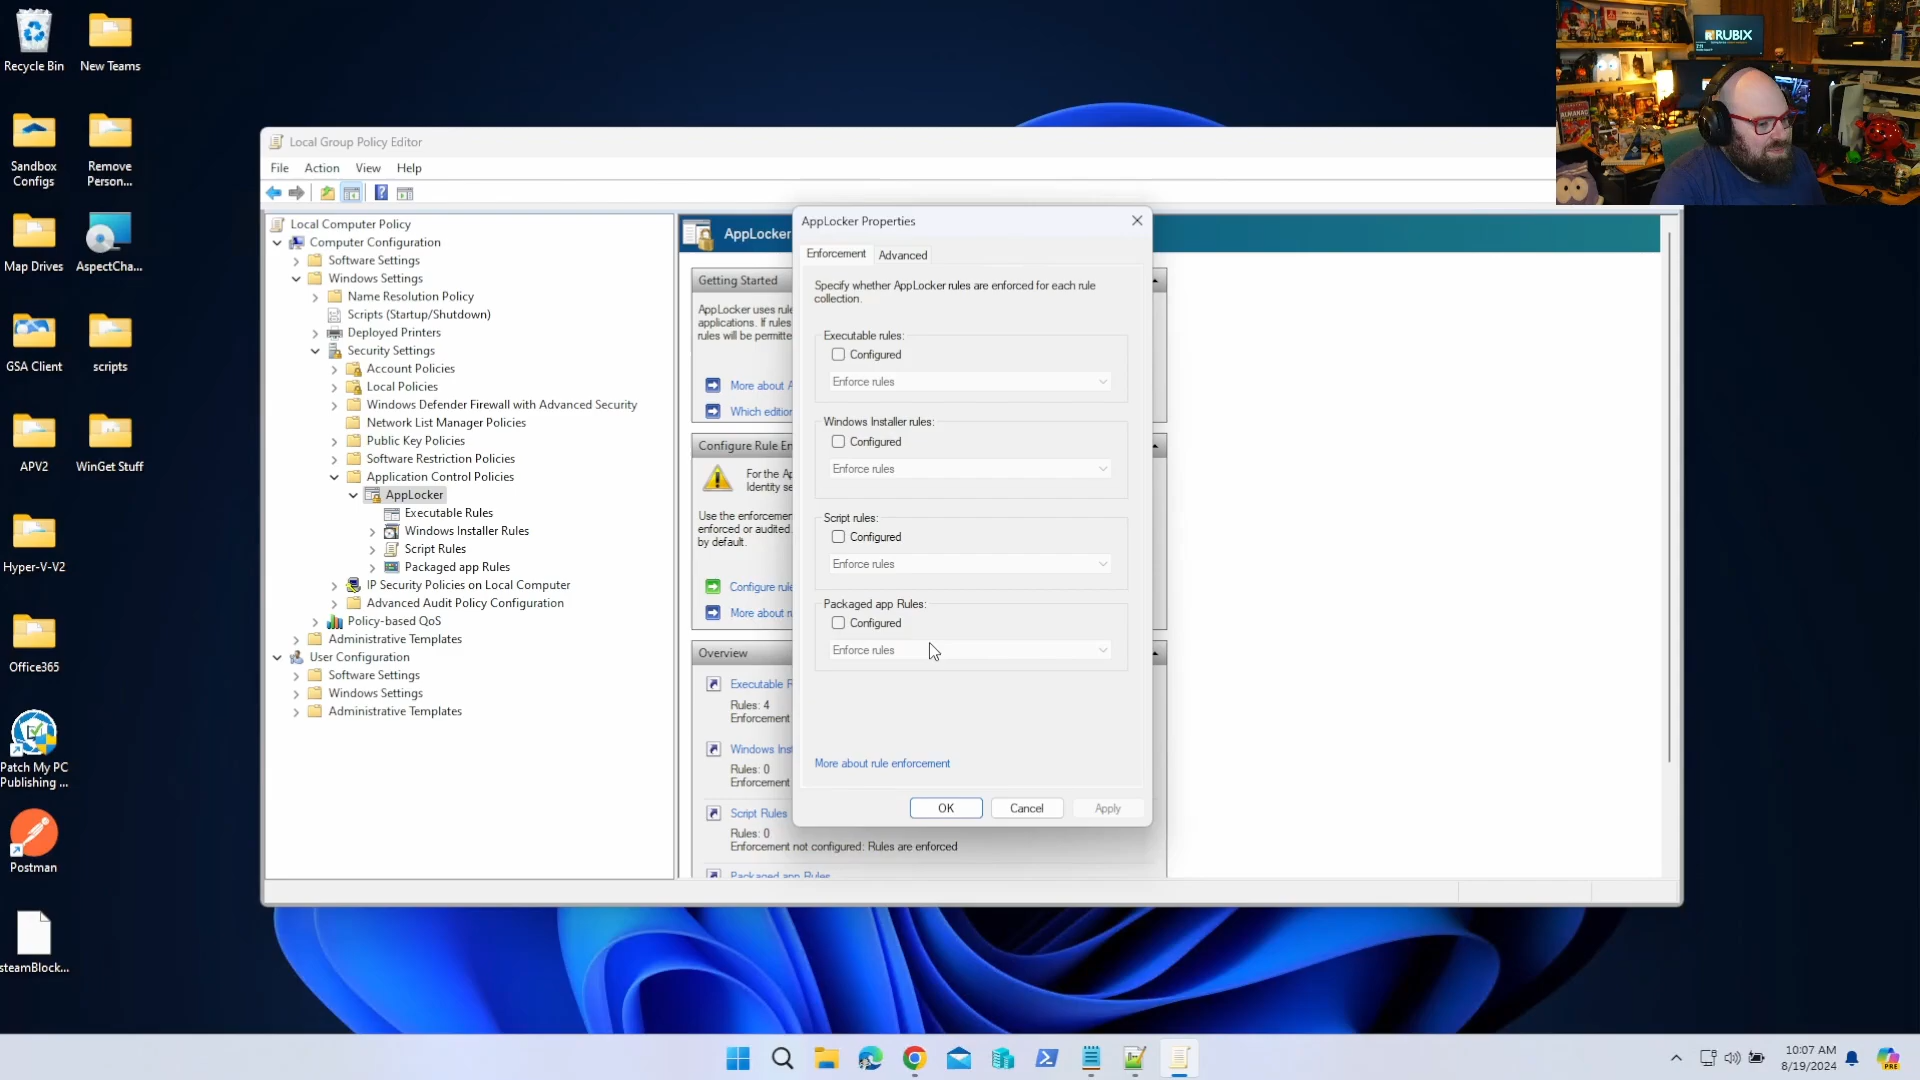 Recycle Bin
New Teams
Sandbox
Configs
Remove
Person...
Map Drives
AspectCha...
GSA Client
scripts
APV2
WinGet Stuff
Hyper-V-V2
Office365
Patch My PC
Publishing ...
Postman
steamBlock...
Local Group Policy Editor
File
Action
View
Help
Local Computer Policy
Computer Configuration
Software Settings
Windows Settings
Name Resolution Policy
Scripts (Startup/Shutdown)
Deployed Printers
Security Settings
Account Policies
Local Policies
Windows Defender Firewall with Advanced Security
Network List Manager Policies
Public Key Policies
Software Restriction Policies
Application Control Policies
AppLocker
Executable Rules
Windows Installer Rules
Script Rules
Packaged app Rules
IP Security Policies on Local Computer
Advanced Audit Policy Configuration
Policy-based QoS
Administrative Templates
User Configuration
Software Settings
Windows Settings
Administrative Templates
AppLocker
Getting Started
AppLocker uses rule
applications. If rules
rules will be permitte
More about A
Which edition
Configure Rule En
For the Ap
Identity se
Use the enforcemen
enforced or audited.
by default.
Configure rule
More about r
Overview
Executable R
Rules: 4
Enforcement
Windows Inst
Rules: 0
Enforcement
Script Rules
Rules: 0
Enforcement not configured: Rules are enforced
Packaged app Rules
AppLocker Properties
Enforcement
Advanced
Specify whether AppLocker rules are enforced for each rule
collection.
Executable rules:
Configured
Enforce rules
Windows Installer rules:
Configured
Enforce rules
Script rules:
Configured
Enforce rules
Packaged app Rules:
Configured
Enforce rules
More about rule enforcement
OK
Cancel
Apply
RUBIX
10:07 AM
8/19/2024
PRE